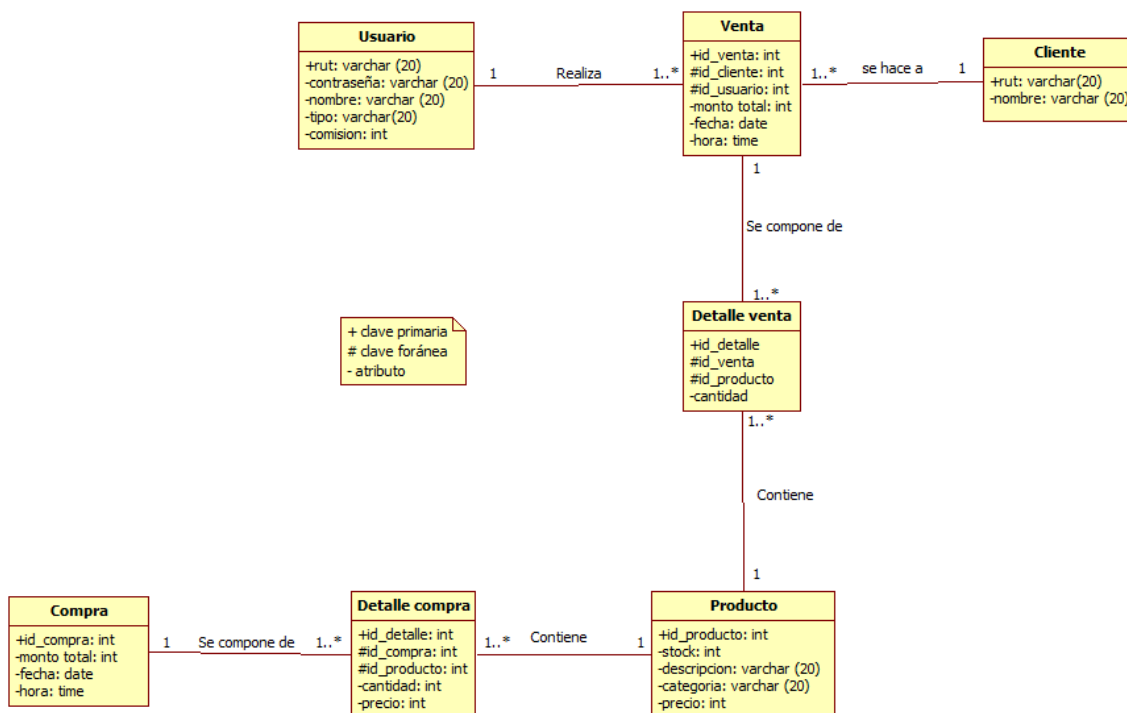 Usuario
+rut: varchar (20)
-contraseña: varchar (20)
-nombre: varchar (20)
-tipo: varchar(20)
-comision: int
1
Realiza
1..*
Venta
+id_venta: int
#id_cliente: int
#id_usuario: int
-monto total: int
-fecha: date
-hora: time
1..*
se hace a
1
Cliente
+rut: varchar(20)
-nombre: varchar (20)
1
Se compone de
1..*
+ clave primaria
# clave foránea
- atributo
Detalle venta
+id_detalle
#id_venta
#id_producto
-cantidad
1..*
Contiene
1
Compra
+id_compra: int
-monto total: int
-fecha: date
-hora: time
1
Se compone de
1..*
Detalle compra
+id_detalle: int
#id_compra: int
#id_producto: int
-cantidad: int
-precio: int
1..*
Contiene
1
Producto
+id_producto: int
-stock: int
-descripcion: varchar (20)
-categoria: varchar (20)
-precio: int